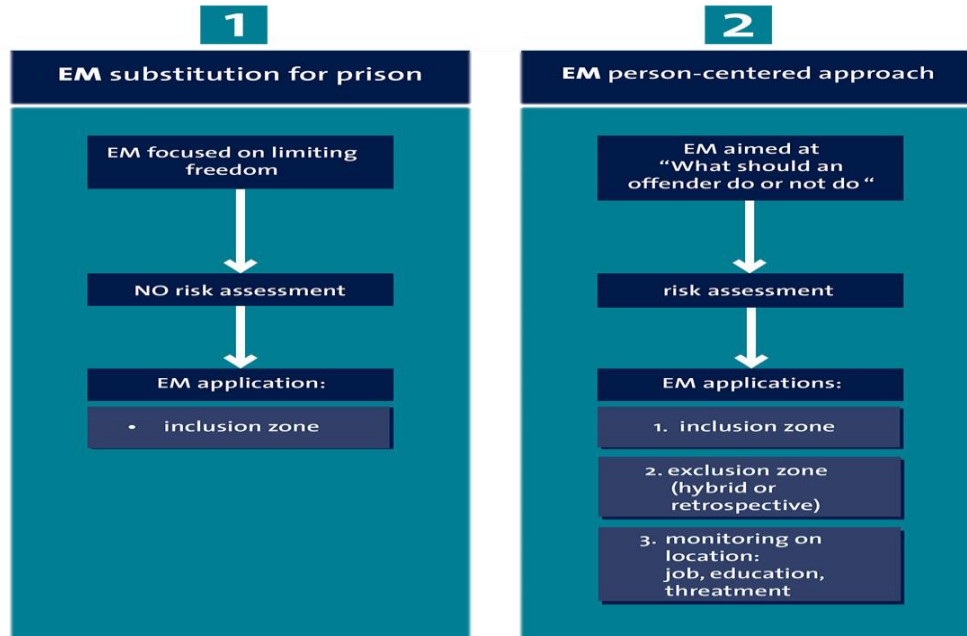 1
EM substitution for prison
EM focused on limiting
freedom
NO risk assessment
EM application:
• inclusion zone
2
EM person-centered approach
EM aimed at
“What should an
offender do or not do “
risk assessment
EM applications:
1. inclusion zone
2. exclusion zone
(hybrid or
retrospective)
3. monitoring on
location:
job, education,
threatment